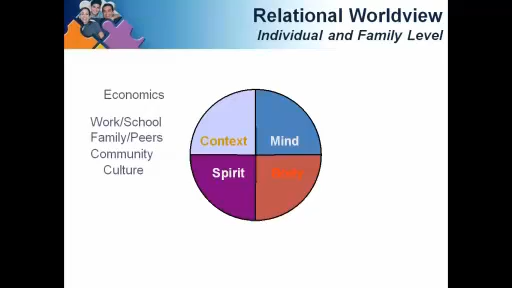 Relational Worldview
Individual and Family Level
Economics
Work/School
Family/Peers
Community
Culture
Context
Mind
Spirit
Body